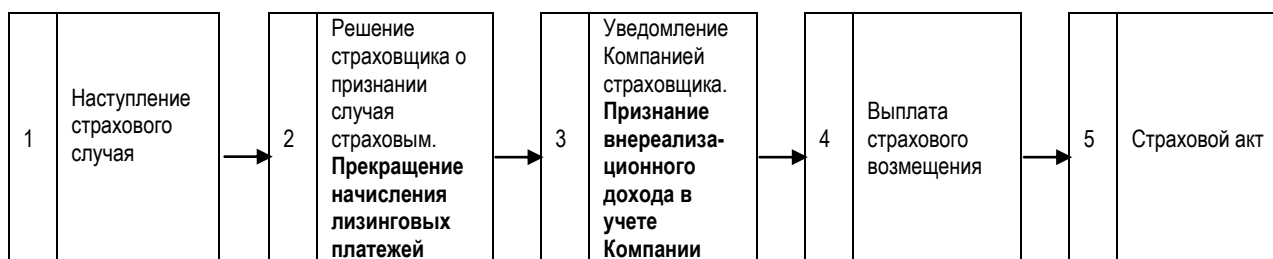 1
Наступление
страхового
случая
2
Решение
страховщика о
признании
случая
страховым.
Прекращение
начисления
лизинговых
платежей
3
Уведомление
Компанией
страховщика.
Признание
внереализа-
ционного
дохода в
учете
Компании
4
Выплата
страхового
возмещения
5
Страховой акт